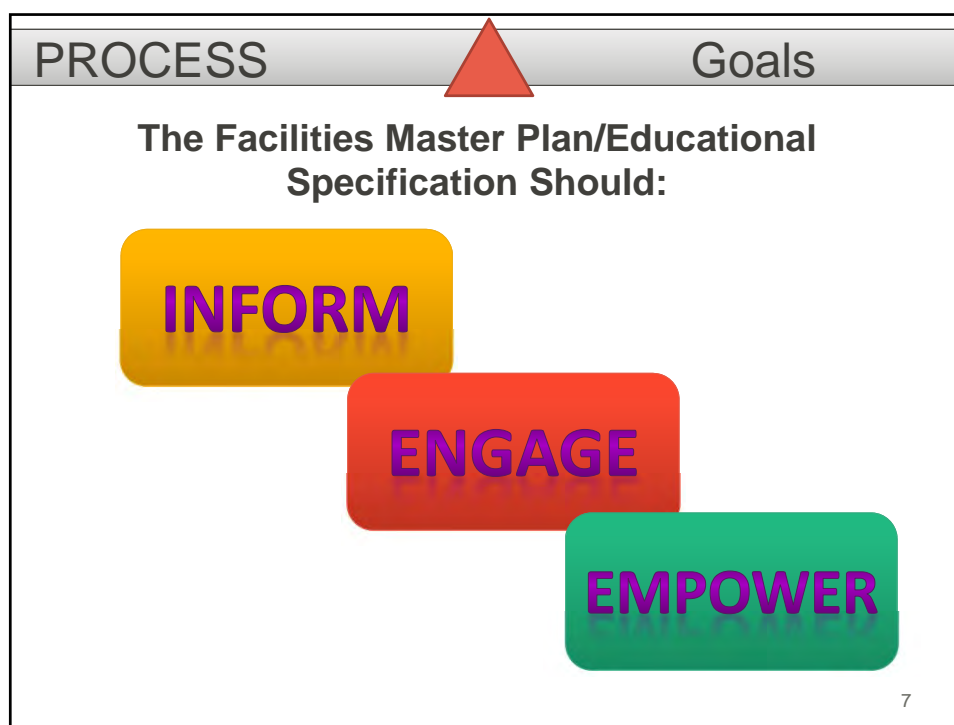 PROCESS Goals
The Facilities Master Plan/Educational
Specification Should:
INFORM
ENGAGE
EMPOWER
7